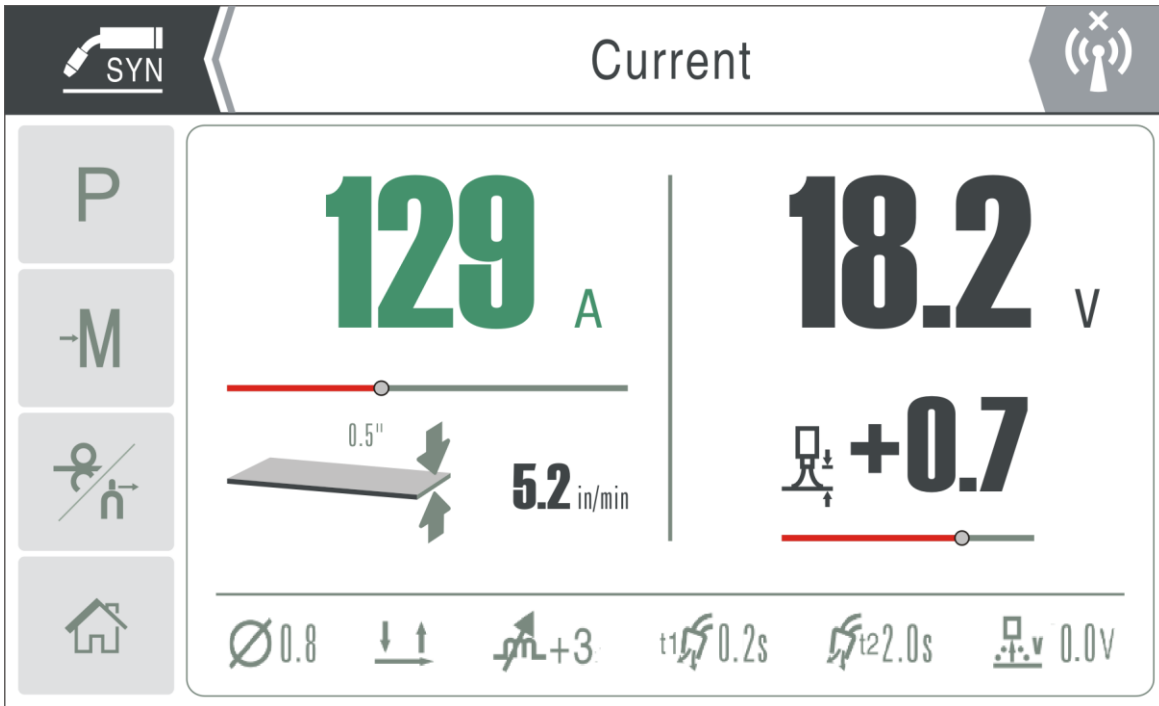 SYN
Current
P
M
129 A
18.2 V
0.5"
5.2 in/min
+0.7
0.8
+3
t1 0.2s
t2 2.0s
v 0.0V